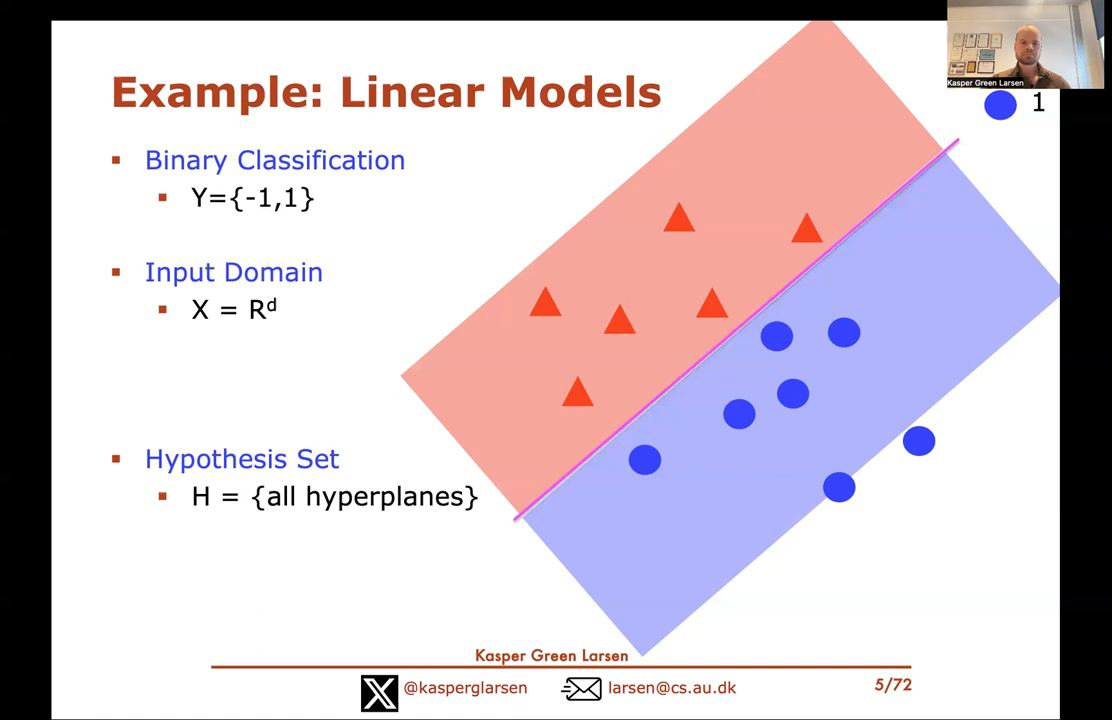 Example: Linear Models
Kasper Green Larsen
1
Binary Classification
Y={-1,1}
Input Domain
X = Rᵈ
Hypothesis Set
H = {all hyperplanes}
Kasper Green Larsen
@kasperglarsen
larsen@cs.au.dk
5/72